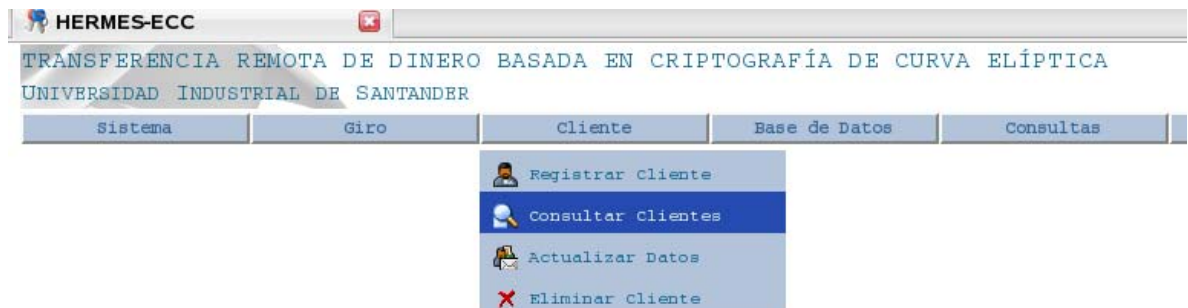 HERMES-ECC
TRANSFERENCIA REMOTA DE DINERO BASADA EN CRIPTOGRAFÍA DE CURVA ELÍPTICA
UNIVERSIDAD INDUSTRIAL DE SANTANDER
Sistema Giro Cliente Base de Datos Consultas
Registrar Cliente
Consultar Clientes
Actualizar Datos
Eliminar Cliente